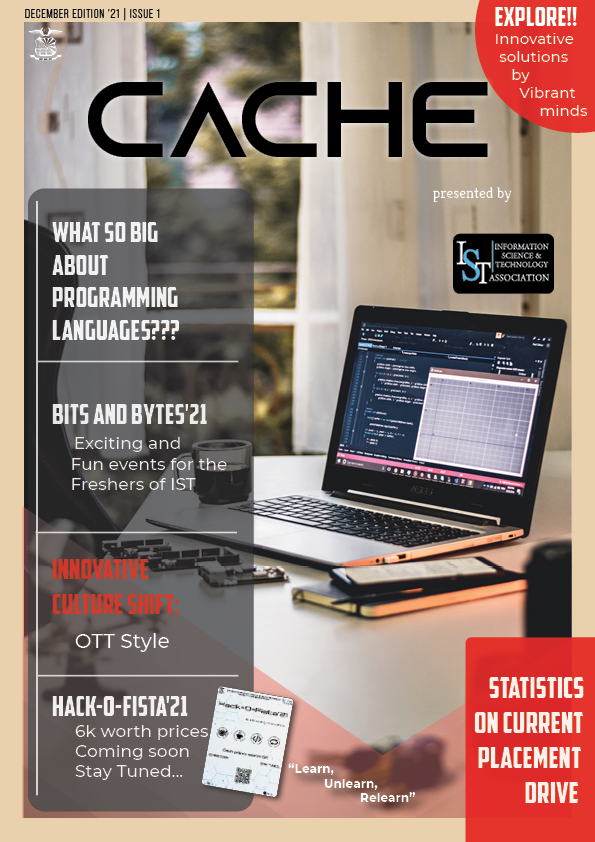 DECEMBER EDITION '21 | ISSUE 1
EXPLORE!!
Innovative
solutions
by
Vibrant
minds
CACHE
presented by
IST
INFORMATION
SCIENCE &
TECHNOLOGY
ASSOCIATION
WHAT SO BIG
ABOUT
PROGRAMMING
LANGUAGES???
BITS AND BYTES'21
Exciting and
Fun events for the
Freshers of IST
INNOVATIVE
CULTURE SHIFT:
OTT Style
HACK-O-FISTA'21
6k worth prices
Coming soon
Stay Tuned...
Hack-O-Fista'21
"Learn,
Unlearn,
Relearn"
STATISTICS
ON CURRENT
PLACEMENT
DRIVE